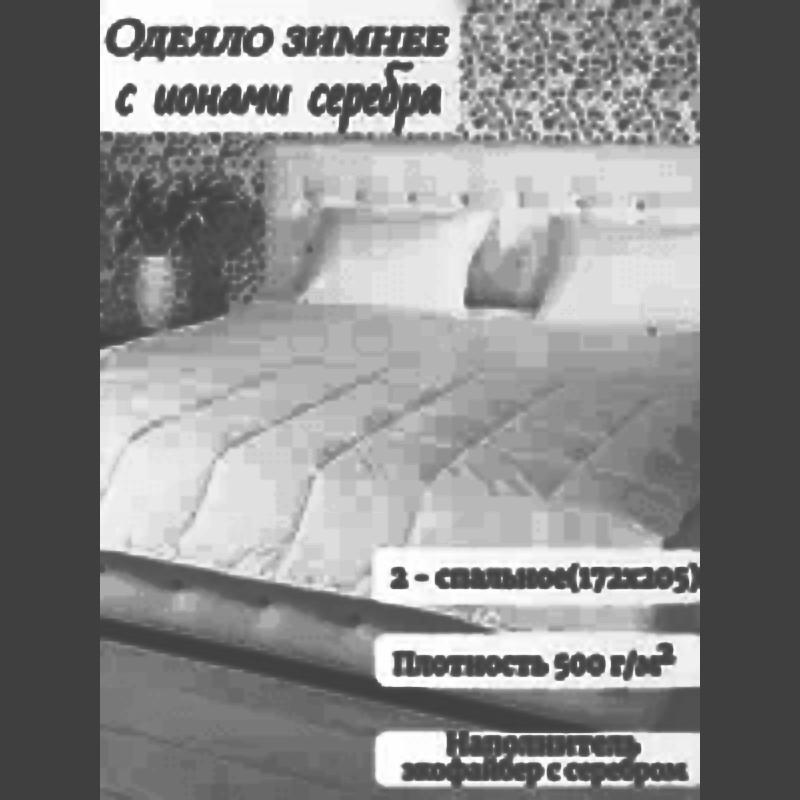 Одеяло зимнее
с ионами серебра
2 - спальное(172х205)
Плотность 500 г/м²
Наполнитель
экофайбер с серебром